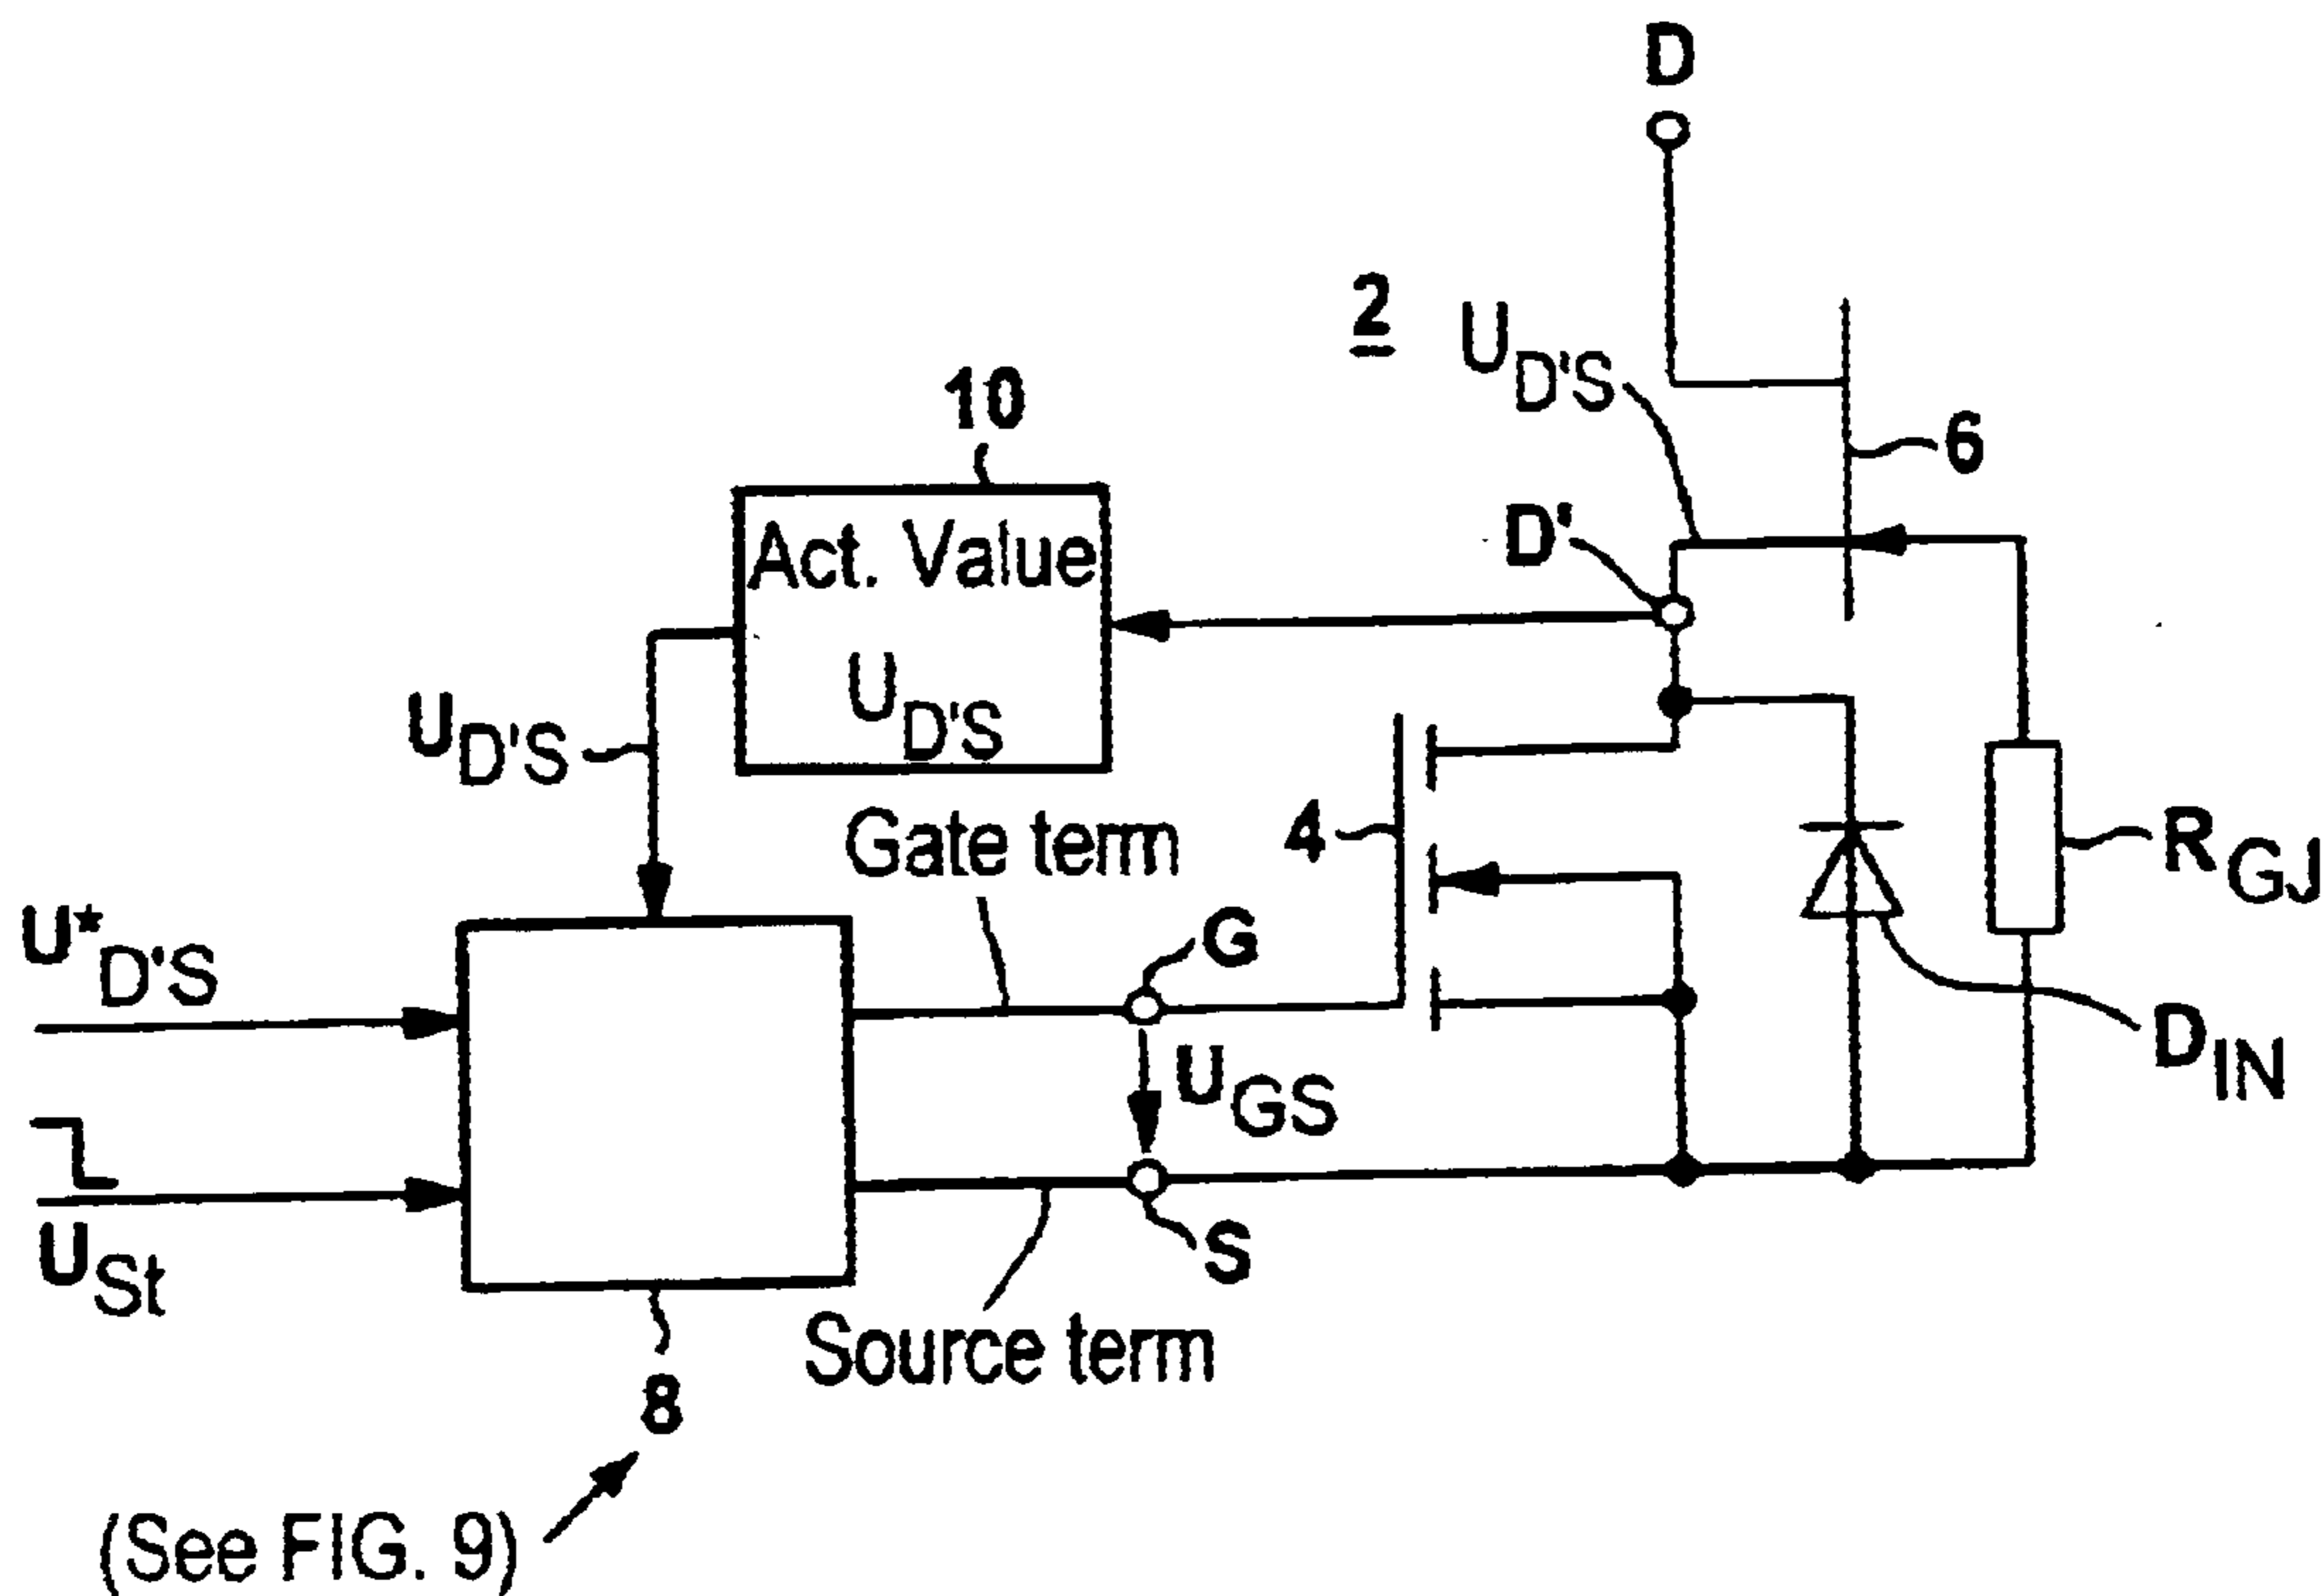 D
2
U_D'S
10
6
D'
Act. Value
U_D'S
U_D'S
Gate term
4
R_GJ
U*_D'S
G
D_IN
U_GS
U_St
S
Source term
8
(See FIG. 9)